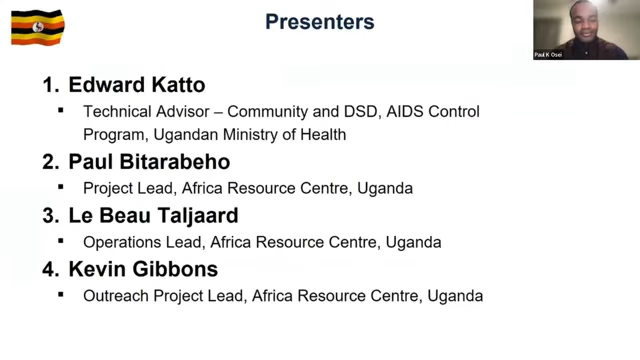 Presenters
Paul K Osei
1. Edward Katto
▪ Technical Advisor – Community and DSD, AIDS Control
Program, Ugandan Ministry of Health
2. Paul Bitarabeho
▪ Project Lead, Africa Resource Centre, Uganda
3. Le Beau Taljaard
▪ Operations Lead, Africa Resource Centre, Uganda
4. Kevin Gibbons
▪ Outreach Project Lead, Africa Resource Centre, Uganda